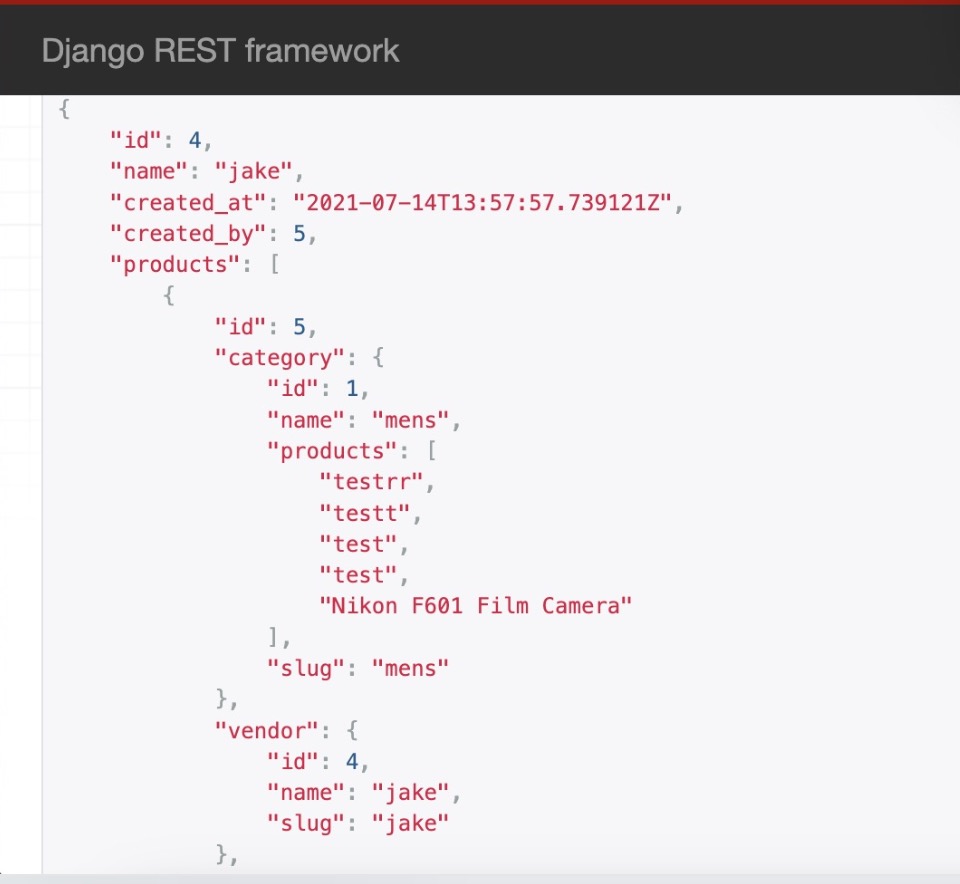 Django REST framework
{
    "id": 4,
    "name": "jake",
    "created_at": "2021-07-14T13:57:57.739121Z",
    "created_by": 5,
    "products": [
        {
            "id": 5,
            "category": {
                "id": 1,
                "name": "mens",
                "products": [
                    "testrr",
                    "testt",
                    "test",
                    "test",
                    "Nikon F601 Film Camera"
                ],
                "slug": "mens"
            },
            "vendor": {
                "id": 4,
                "name": "jake",
                "slug": "jake"
            },